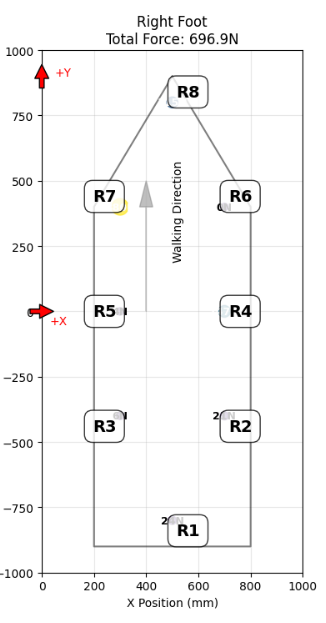 Right Foot
Total Force: 696.9N
1000
+Y
R8
750
Walking Direction
500
R7
R6
250
0
R5
R4
+X
−250
R3
R2
−500
−750
R1
−1000
0 200 400 600 800 1000
X Position (mm)